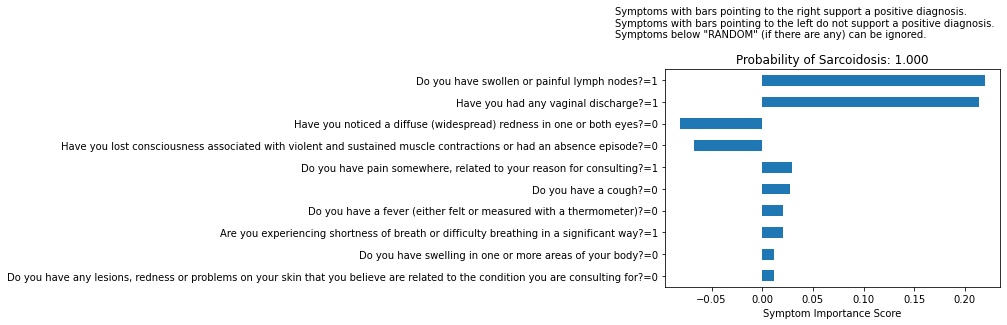 Symptoms with bars pointing to the right support a positive diagnosis.
Symptoms with bars pointing to the left do not support a positive diagnosis.
Symptoms below "RANDOM" (if there are any) can be ignored.
Probability of Sarcoidosis: 1.000
Do you have swollen or painful lymph nodes?=1
Have you had any vaginal discharge?=1
Have you noticed a diffuse (widespread) redness in one or both eyes?=0
Have you lost consciousness associated with violent and sustained muscle contractions or had an absence episode?=0
Do you have pain somewhere, related to your reason for consulting?=1
Do you have a cough?=0
Do you have a fever (either felt or measured with a thermometer)?=0
Are you experiencing shortness of breath or difficulty breathing in a significant way?=1
Do you have swelling in one or more areas of your body?=0
Do you have any lesions, redness or problems on your skin that you believe are related to the condition you are consulting for?=0
−0.05 0.00 0.05 0.10 0.15 0.20
Symptom Importance Score